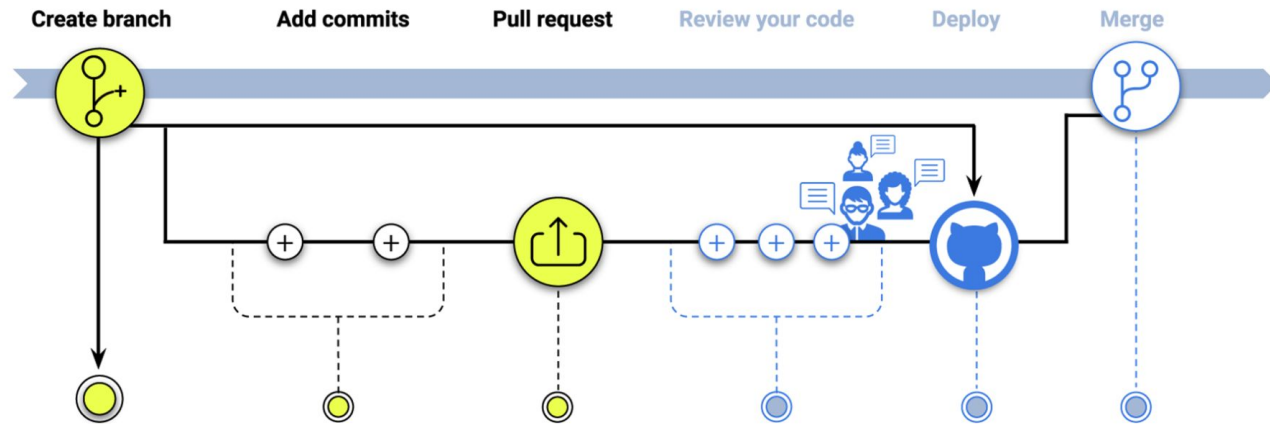 Create branch
Add commits
Pull request
Review your code
Deploy
Merge